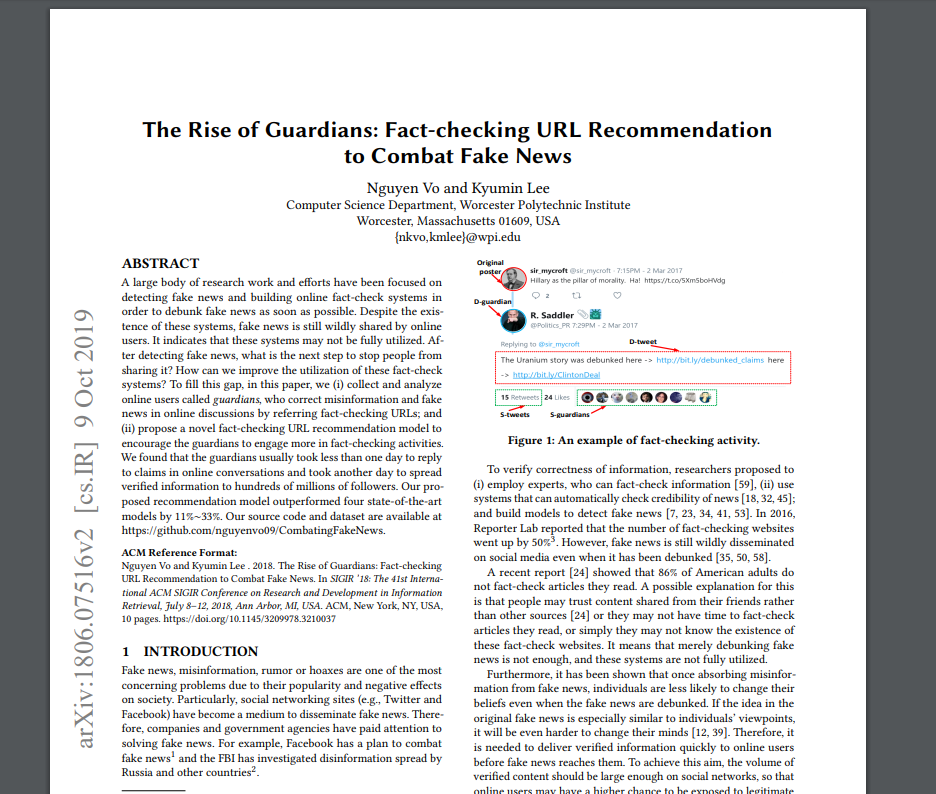 The Rise of Guardians: Fact-checking URL Recommendation
to Combat Fake News
Nguyen Vo and Kyumin Lee
Computer Science Department, Worcester Polytechnic Institute
Worcester, Massachusetts 01609, USA
{nkvo,kmlee}@wpi.edu
arXiv:1806.07516v2 [cs.IR] 9 Oct 2019
ABSTRACT
A large body of research work and efforts have been focused on
detecting fake news and building online fact-check systems in
order to debunk fake news as soon as possible. Despite the exis-
tence of these systems, fake news is still wildly shared by online
users. It indicates that these systems may not be fully utilized. Af-
ter detecting fake news, what is the next step to stop people from
sharing it? How can we improve the utilization of these fact-check
systems? To fill this gap, in this paper, we (i) collect and analyze
online users called guardians, who correct misinformation and fake
news in online discussions by referring fact-checking URLs; and
(ii) propose a novel fact-checking URL recommendation model to
encourage the guardians to engage more in fact-checking activities.
We found that the guardians usually took less than one day to reply
to claims in online conversations and took another day to spread
verified information to hundreds of millions of followers. Our pro-
posed recommendation model outperformed four state-of-the-art
models by 11%~33%. Our source code and dataset are available at
https://github.com/nguyenvo09/CombatingFakeNews.
ACM Reference Format:
Nguyen Vo and Kyumin Lee . 2018. The Rise of Guardians: Fact-checking
URL Recommendation to Combat Fake News. In SIGIR '18: The 41st Interna-
tional ACM SIGIR Conference on Research and Development in Information
Retrieval, July 8–12, 2018, Ann Arbor, MI, USA. ACM, New York, NY, USA,
10 pages. https://doi.org/10.1145/3209978.3210037
1 INTRODUCTION
Fake news, misinformation, rumor or hoaxes are one of the most
concerning problems due to their popularity and negative effects
on society. Particularly, social networking sites (e.g., Twitter and
Facebook) have become a medium to disseminate fake news. There-
fore, companies and government agencies have paid attention to
solving fake news. For example, Facebook has a plan to combat
fake news1 and the FBI has investigated disinformation spread by
Russia and other countries2.
Original
poster
sir_mycroft @sir_mycroft · 7:15PM - 2 Mar 2017
Hillary as the pillar of morality. Ha! https://t.co/5Xm5boHVdg
2
D-guardian
R. Saddler
@Politics_PR 7:29PM - 2 Mar 2017
Replying to @sir_mycroft
D-tweet
The Uranium story was debunked here -> http://bit.ly/debunked_claims here
-> http://bit.ly/ClintonDeal
15 Retweets 24 Likes
S-tweets S-guardians
Figure 1: An example of fact-checking activity.
To verify correctness of information, researchers proposed to
(i) employ experts, who can fact-check information [59], (ii) use
systems that can automatically check credibility of news [18, 32, 45];
and build models to detect fake news [7, 23, 34, 41, 53]. In 2016,
Reporter Lab reported that the number of fact-checking websites
went up by 50%3. However, fake news is still wildly disseminated
on social media even when it has been debunked [35, 50, 58].
A recent report [24] showed that 86% of American adults do
not fact-check articles they read. A possible explanation for this
is that people may trust content shared from their friends rather
than other sources [24] or they may not have time to fact-check
articles they read, or simply they may not know the existence of
these fact-check websites. It means that merely debunking fake
news is not enough, and these systems are not fully utilized.
Furthermore, it has been shown that once absorbing misinfor-
mation from fake news, individuals are less likely to change their
beliefs even when the fake news are debunked. If the idea in the
original fake news is especially similar to individuals' viewpoints,
it will be even harder to change their minds [12, 39]. Therefore, it
is needed to deliver verified information quickly to online users
before fake news reaches them. To achieve this aim, the volume of
verified content should be large enough on social networks, so that
online users may have a higher chance to be exposed to legitimate